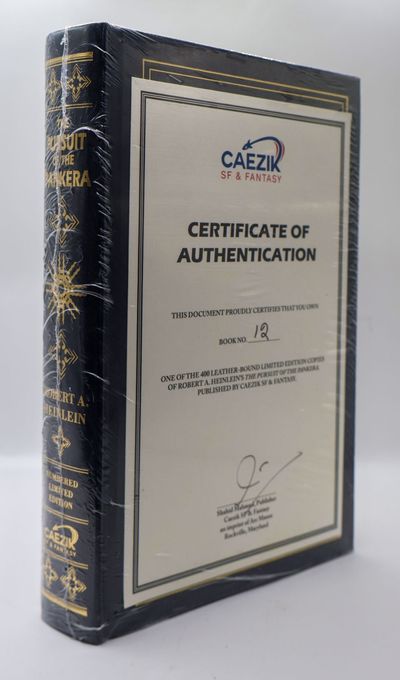 THE
PURSUIT
OF THE
PANKERA
ROBERT A.
HEINLEIN
NUMBERED
LIMITED
EDITION
CAEZIK
SF & FANTASY
CAEZIK
SF & FANTASY
CERTIFICATE OF
AUTHENTICATION
THIS DOCUMENT PROUDLY CERTIFIES THAT YOU OWN
BOOK NO. 12
ONE OF THE 400 LEATHER-BOUND LIMITED EDITION COPIES
OF ROBERT A. HEINLEIN'S THE PURSUIT OF THE PANKERA
PUBLISHED BY CAEZIK SF & FANTASY.
Shahid Mahmud, Publisher
Caezik SF & Fantasy
an imprint of Arc Manor
Rockville, Maryland